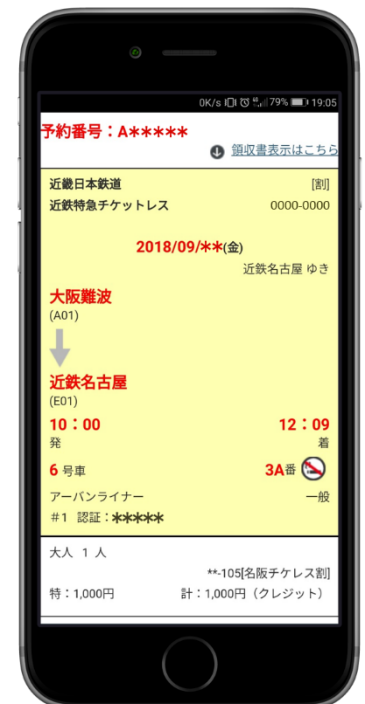 0K/s 79% 19:05
予約番号：A*****
領収書表示はこちら
近畿日本鉄道 [割]
近鉄特急チケットレス 0000-0000
2018/09/**(金)
近鉄名古屋 ゆき
大阪難波
(A01)
近鉄名古屋
(E01)
10：00 12：09
発 着
6 号車 3A番
アーバンライナー 一般
#1 認証：*****
大人 1 人
**-105[名阪チケレス割]
特：1,000円 計：1,000円（クレジット）